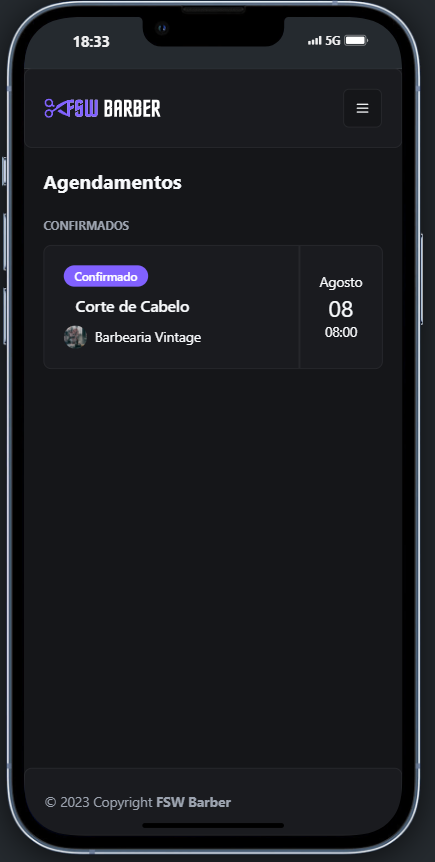 18:33
5G
FSW BARBER
Agendamentos
CONFIRMADOS
Confirmado
Corte de Cabelo
Barbearia Vintage
Agosto
08
08:00
© 2023 Copyright FSW Barber